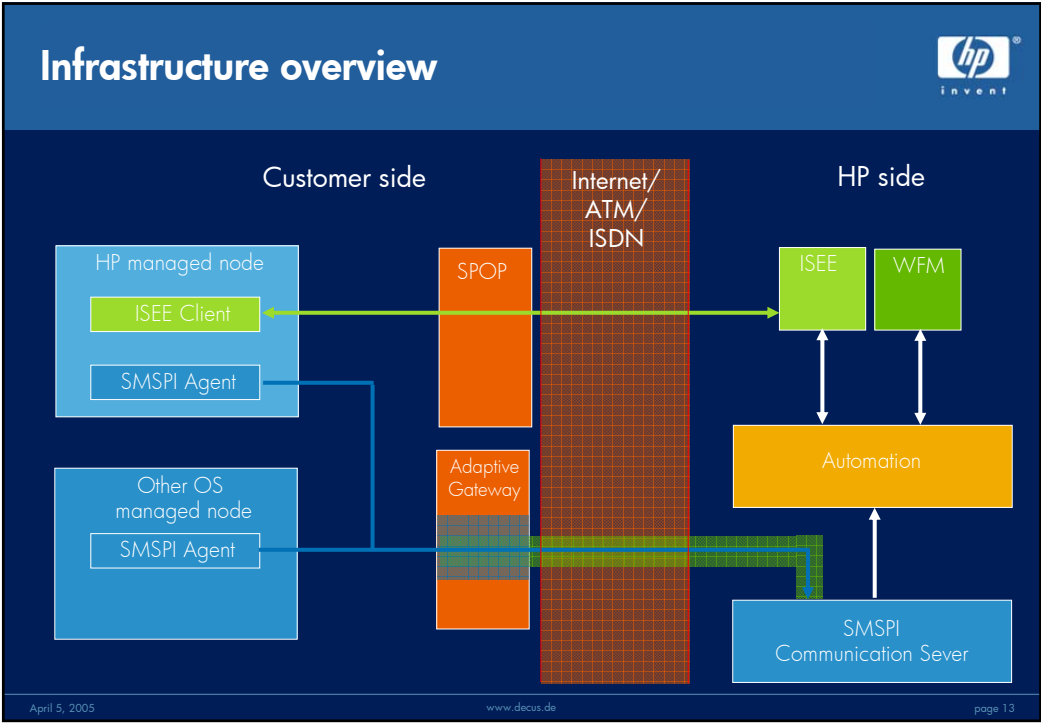 Infrastructure overview
hp
®
invent
Customer side
Internet/
ATM/
ISDN
HP side
HP managed node
ISEE Client
SMSPI Agent
SPOP
ISEE
WFM
Other OS
managed node
SMSPI Agent
Adaptive
Gateway
Automation
SMSPI
Communication Sever
April 5, 2005
www.decus.de
page 13